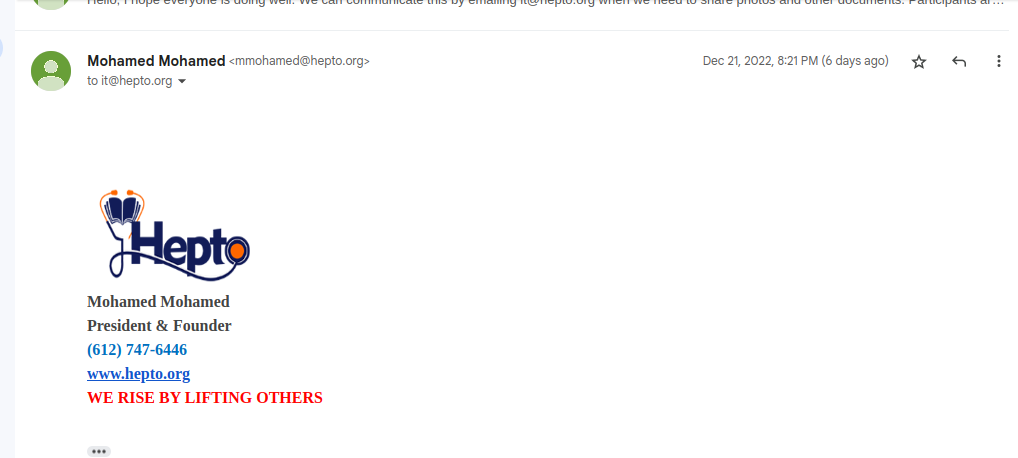 Hello, I hope everyone is doing well. We can communicate this by emailing it@hepto.org when we need to share photos and other documents. Participants ar…
Mohamed Mohamed <mmohamed@hepto.org>
Dec 21, 2022, 8:21 PM (6 days ago)
to it@hepto.org
Hepto
Mohamed Mohamed
President & Founder
(612) 747-6446
www.hepto.org
WE RISE BY LIFTING OTHERS